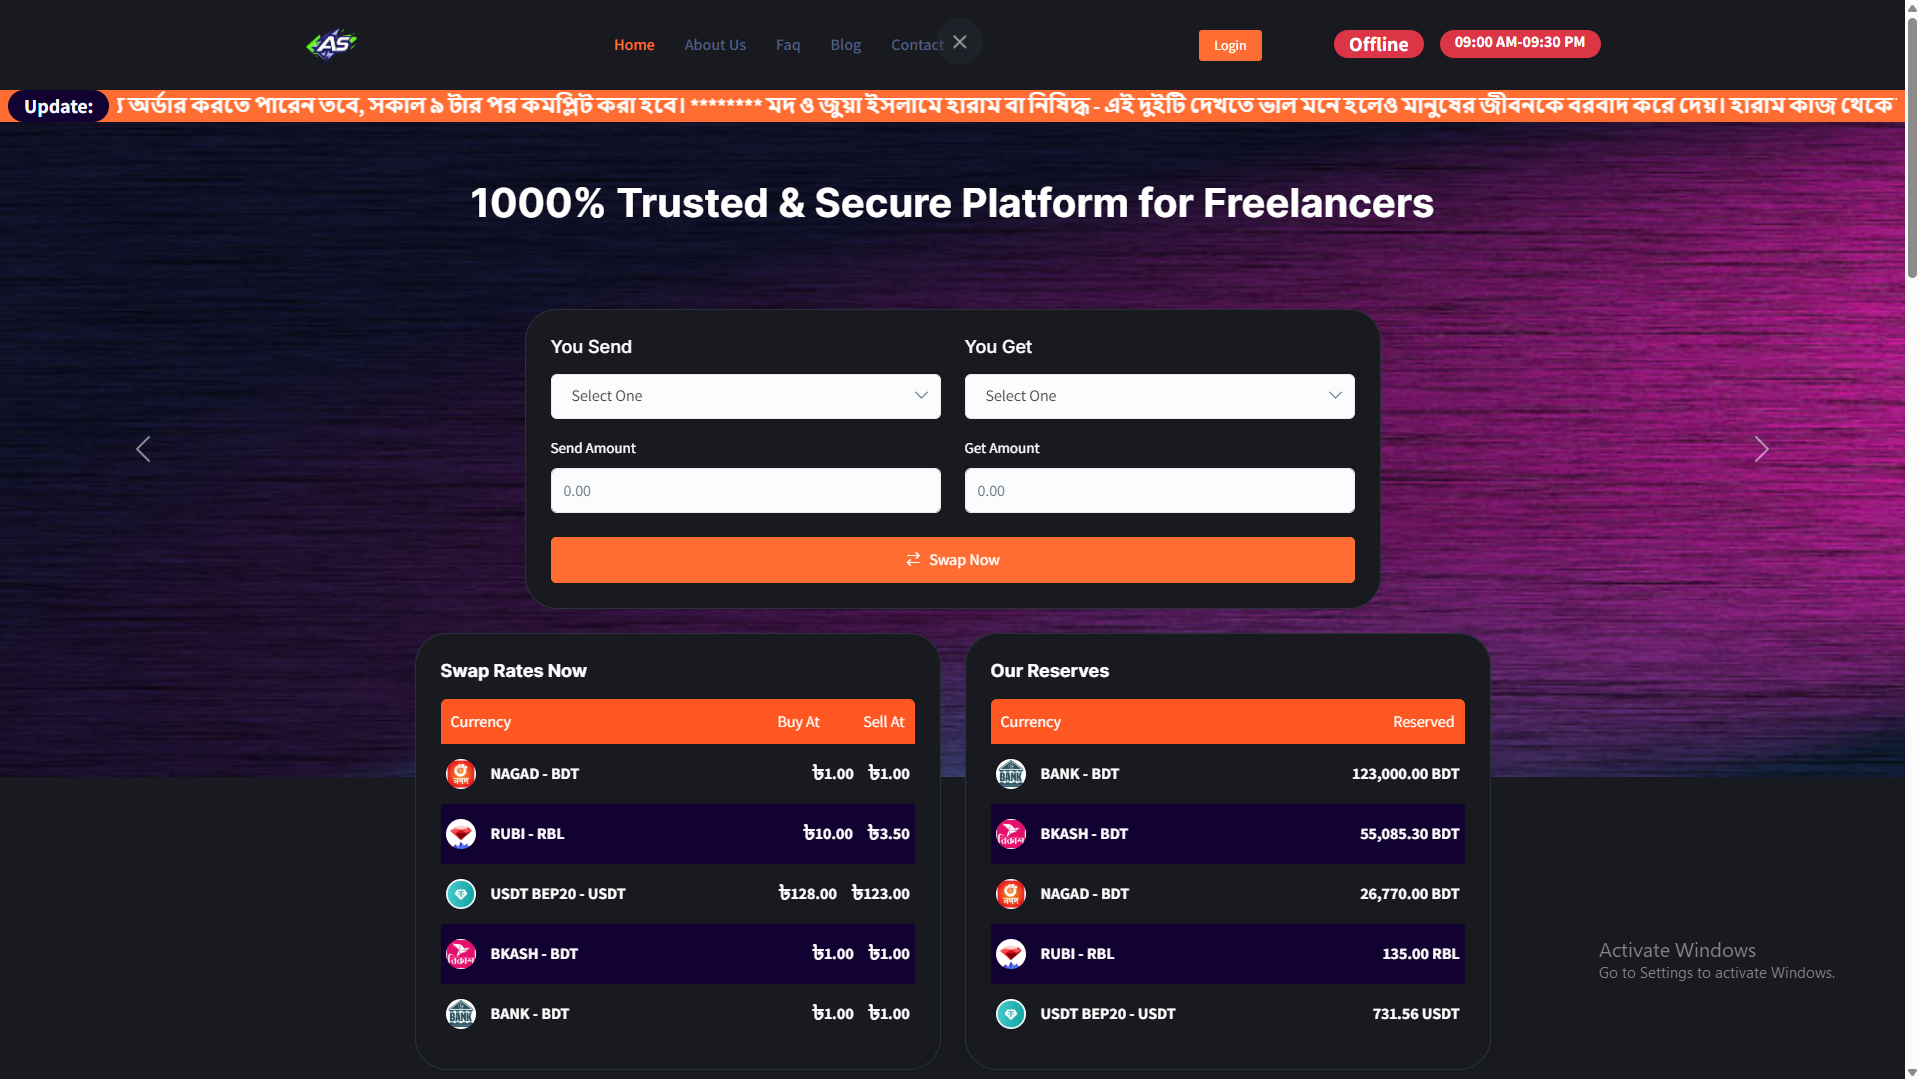 AS
Home
About Us
Faq
Blog
Contact
Login
Offline
09:00 AM-09:30 PM
Update:
অর্ডার করতে পারেন তবে, সকাল ৯ টার পর কমপ্লিট করা হবে। ******** মদ ও জুয়া ইসলামে হারাম বা নিষিদ্ধ - এই দুইটি দেখতে ভাল মনে হলেও মানুষের জীবনকে বরবাদ করে দেয়। হারাম কাজ থেকে
1000% Trusted & Secure Platform for Freelancers
You Send
You Get
Select One
Select One
Send Amount
Get Amount
0.00
0.00
Swap Now
Swap Rates Now
Currency Buy At Sell At
NAGAD - BDT ৳1.00 ৳1.00
RUBI - RBL ৳10.00 ৳3.50
USDT BEP20 - USDT ৳128.00 ৳123.00
BKASH - BDT ৳1.00 ৳1.00
BANK - BDT ৳1.00 ৳1.00
Our Reserves
Currency Reserved
BANK - BDT 123,000.00 BDT
BKASH - BDT 55,085.30 BDT
NAGAD - BDT 26,770.00 BDT
RUBI - RBL 135.00 RBL
USDT BEP20 - USDT 731.56 USDT
Activate Windows
Go to Settings to activate Windows.